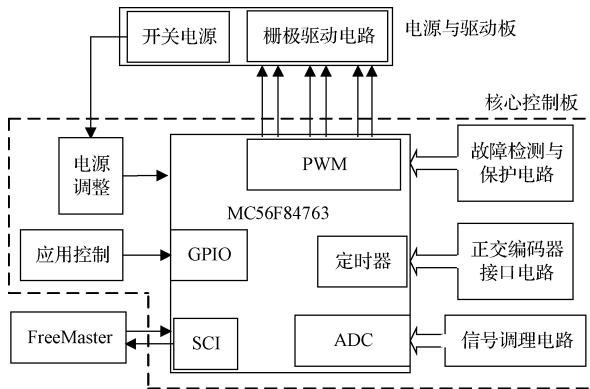 开关电源
栅极驱动电路
电源与驱动板
核心控制板
电源
调整
PWM
故障检测与
保护电路
MC56F84763
应用控制
GPIO
定时器
正交编码器
接口电路
FreeMaster
SCI
ADC
信号调理电路